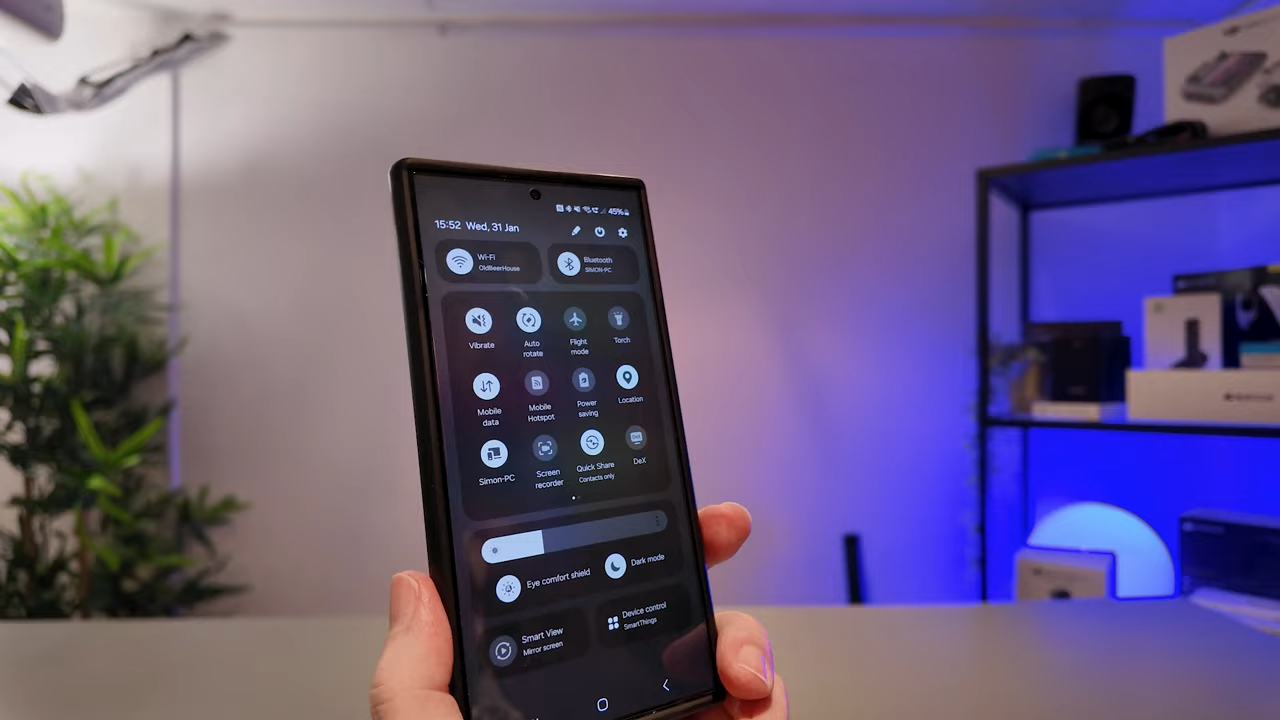 45%
15:52 Wed, 31 Jan
Wi-Fi
OldBeerHouse
Bluetooth
SIMON-PC
Vibrate
Auto
rotate
Flight
mode
Torch
Mobile
data
Mobile
Hotspot
Power
saving
Location
Simon-PC
Screen
recorder
Quick Share
Contacts only
DeX
Eye comfort shield
Dark mode
Smart View
Mirror screen
Device control
SmartThings